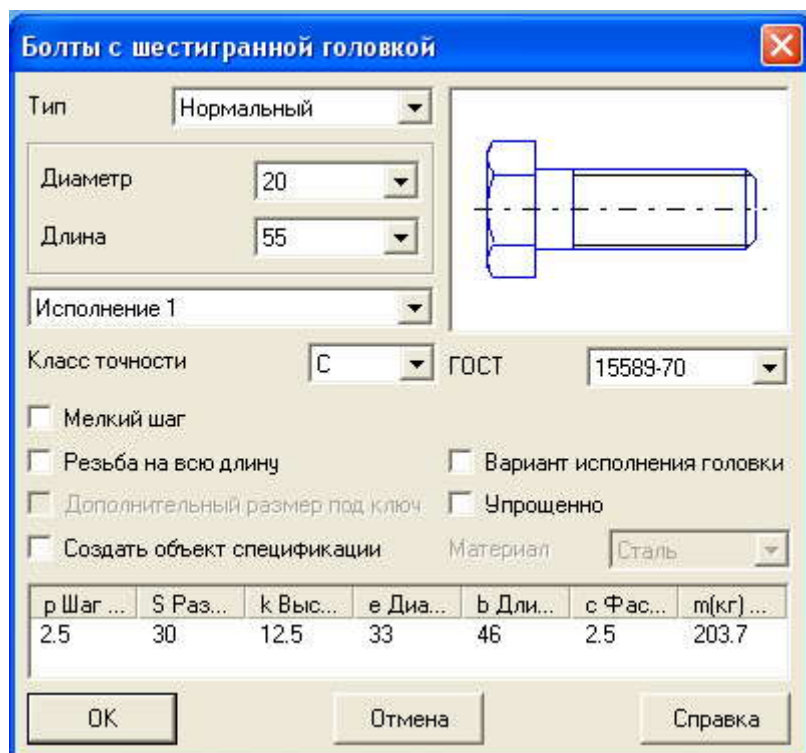 Болты с шестигранной головкой
Тип Нормальный
Диаметр 20
Длина 55
Исполнение 1
Класс точности C ГОСТ 15589-70
Мелкий шаг
Резьба на всю длину Вариант исполнения головки
Дополнительный размер под ключ Упрощенно
Создать объект спецификации Материал Сталь
p Шаг ... S Раз... k Выс... e Диа... b Дли... c Фас... m(кг) ...
2.5 30 12.5 33 46 2.5 203.7
OK Отмена Справка